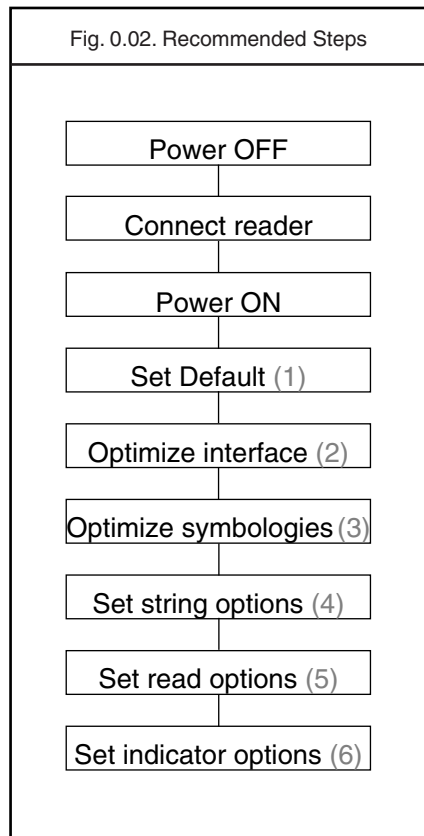 Fig. 0.02. Recommended Steps
Power OFF
Connect reader
Power ON
Set Default (1)
Optimize interface (2)
Optimize symbologies (3)
Set string options (4)
Set read options (5)
Set indicator options (6)